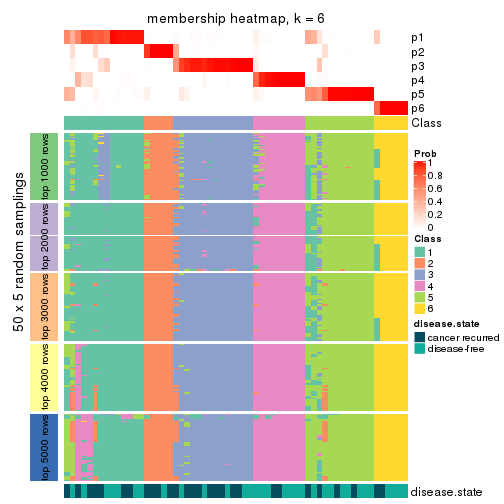 membership heatmap, k = 6
p1
p2
p3
p4
p5
p6
Class
50 x 5 random samplings
top 1000 rows
top 2000 rows
top 3000 rows
top 4000 rows
top 5000 rows
Prob
1
0.8
0.6
0.4
0.2
0
Class
1
2
3
4
5
6
disease.state
cancer recurred
disease-free
disease.state